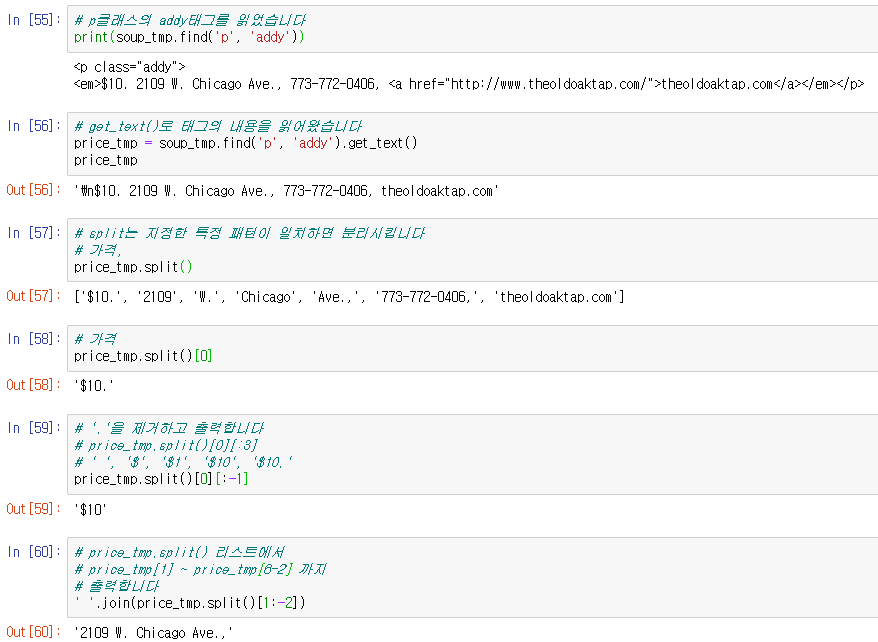 In [55]: # p클래스의 addy태그를 읽었습니다
print(soup_tmp.find('p', 'addy'))
<p class="addy">
<em>$10. 2109 W. Chicago Ave., 773-772-0406, <a href="http://www.theoldoaktap.com/">theoldoaktap.com</a></em></p>
In [56]: # get_text()로 태그의 내용을 읽어왔습니다
price_tmp = soup_tmp.find('p', 'addy').get_text()
price_tmp
Out[56]: '₩n$10. 2109 W. Chicago Ave., 773-772-0406, theoldoaktap.com'
In [57]: # split는 지정한 특정 패턴이 일치하면 분리시킵니다
# 가격,
price_tmp.split()
Out[57]: ['$10.', '2109', 'W.', 'Chicago', 'Ave.,', '773-772-0406,', 'theoldoaktap.com']
In [58]: # 가격
price_tmp.split()[0]
Out[58]: '$10.'
In [59]: # '.'을 제거하고 출력합니다
# price_tmp.split()[0][:3]
# ' ', '$', '$1', '$10', '$10.'
price_tmp.split()[0][:-1]
Out[59]: '$10'
In [60]: # price_tmp.split() 리스트에서
# price_tmp[1] ~ price_tmp[6-2] 까지
# 출력합니다
' '.join(price_tmp.split()[1:-2])
Out[60]: '2109 W. Chicago Ave.,'